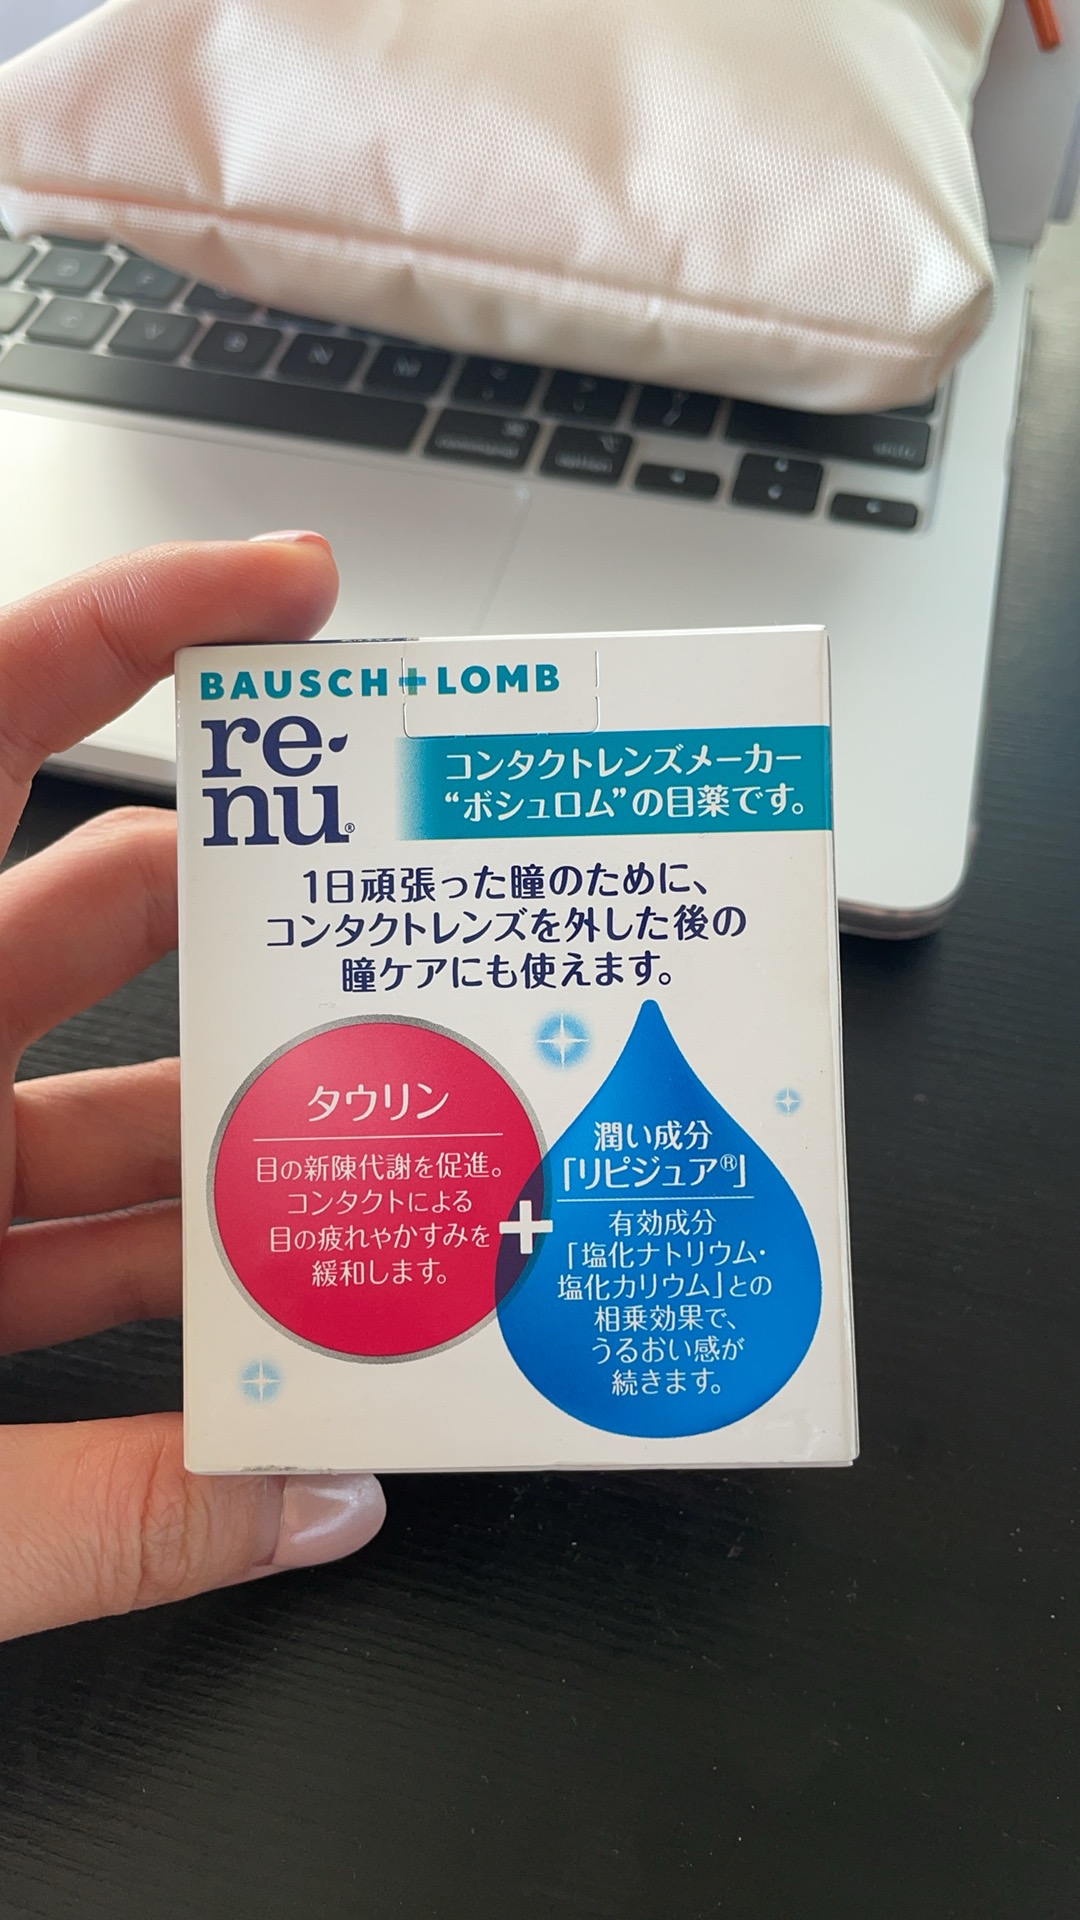 BAUSCH + LOMB
re
nu®
コンタクトレンズメーカー
“ボシュロム”の目薬です。
1日頑張った瞳のために、
コンタクトレンズを外した後の
瞳ケアにも使えます。
タウリン
目の新陳代謝を促進。
コンタクトによる
目の疲れやかすみを
緩和します。
+
潤い成分
「リピジュア®」
有効成分
「塩化ナトリウム・
塩化カリウム」との
相乗効果で、
うるおい感が
続きます。
command
option
shift